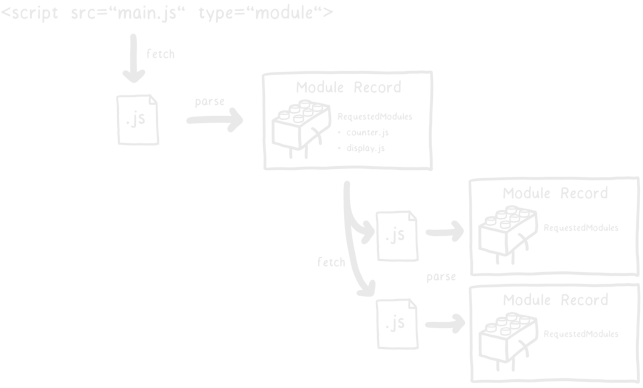 <script src="main.js" type="module">
fetch
parse
.js
Module Record
RequestedModules
• counter.js
• display.js
Module Record
.js
RequestedModules
fetch
parse
Module Record
.js
RequestedModules